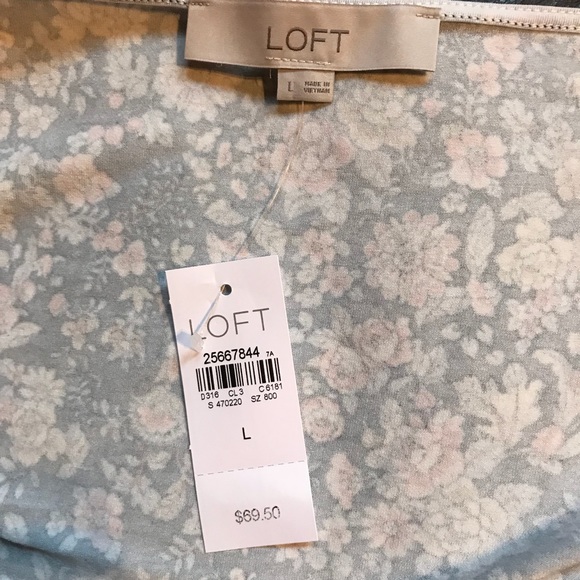 LOFT
L
MADE IN
VIETNAM
LOFT
25667844 7A
D316 CL3 C6181
S 470220 SZ 800
L
$69.50